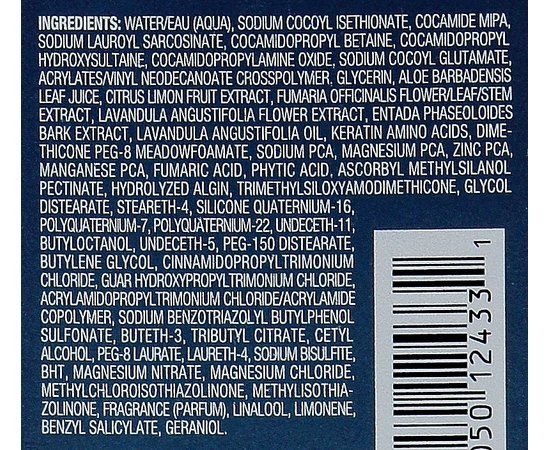 INGREDIENTS: WATER/EAU (AQUA), SODIUM COCOYL ISETHIONATE, COCAMIDE MIPA,
SODIUM LAUROYL SARCOSINATE, COCAMIDOPROPYL BETAINE, COCAMIDOPROPYL
HYDROXYSULTAINE, COCAMIDOPROPYLAMINE OXIDE, SODIUM COCOYL GLUTAMATE,
ACRYLATES/VINYL NEODECANOATE CROSSPOLYMER. GLYCERIN, ALOE BARBADENSIS
LEAF JUICE, CITRUS LIMON FRUIT EXTRACT, FUMARIA OFFICINALIS FLOWER/LEAF/STEM
EXTRACT, LAVANDULA ANGUSTIFOLIA FLOWER EXTRACT, ENTADA PHASEOLOIDES
BARK EXTRACT, LAVANDULA ANGUSTIFOLIA OIL, KERATIN AMINO ACIDS, DIME-
THICONE PEG-8 MEADOWFOAMATE, SODIUM PCA, MAGNESIUM PCA, ZINC PCA,
MANGANESE PCA, FUMARIC ACID, PHYTIC ACID, ASCORBYL METHYLSILANOL
PECTINATE, HYDROLYZED ALGIN, TRIMETHYLSILOXYAMODIMETHICONE, GLYCOL
DISTEARATE, STEARETH-4, SILICONE QUATERNIUM-16,
POLYQUATERNIUM-7, POLYQUATERNIUM-22, UNDECETH-11,
BUTYLOCTANOL, UNDECETH-5, PEG-150 DISTEARATE,
BUTYLENE GLYCOL, CINNAMIDOPROPYLTRIMONIUM
CHLORIDE, GUAR HYDROXYPROPYLTRIMONIUM CHLORIDE,
ACRYLAMIDOPROPYLTRIMONIUM CHLORIDE/ACRYLAMIDE
COPOLYMER, SODIUM BENZOTRIAZOLYL BUTYLPHENOL
SULFONATE, BUTETH-3, TRIBUTYL CITRATE, CETYL
ALCOHOL, PEG-8 LAURATE, LAURETH-4, SODIUM BISULFITE,
BHT, MAGNESIUM NITRATE, MAGNESIUM CHLORIDE,
METHYLCHLOROISOTHIAZOLINONE, METHYLISOTHIA-
ZOLINONE, FRAGRANCE (PARFUM), LINALOOL, LIMONENE,
BENZYL SALICYLATE, GERANIOL.
050 12433 1